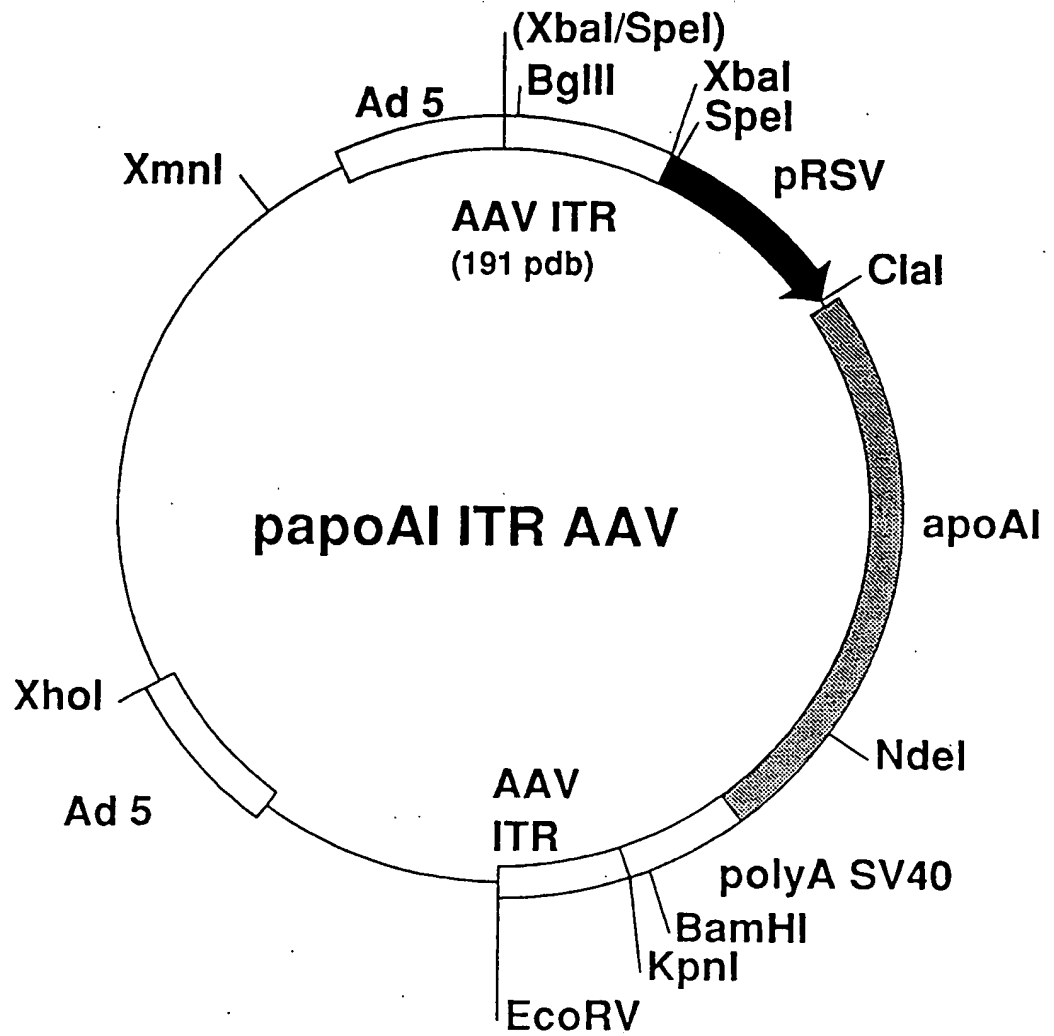 (XbaI/SpeI)
BglII
XbaI
Ad 5
SpeI
XmnI
pRSV
AAV ITR
(191 pdb)
ClaI
papoAI ITR AAV
apoAI
XhoI
NdeI
AAV
ITR
Ad 5
polyA SV40
BamHI
KpnI
EcoRV